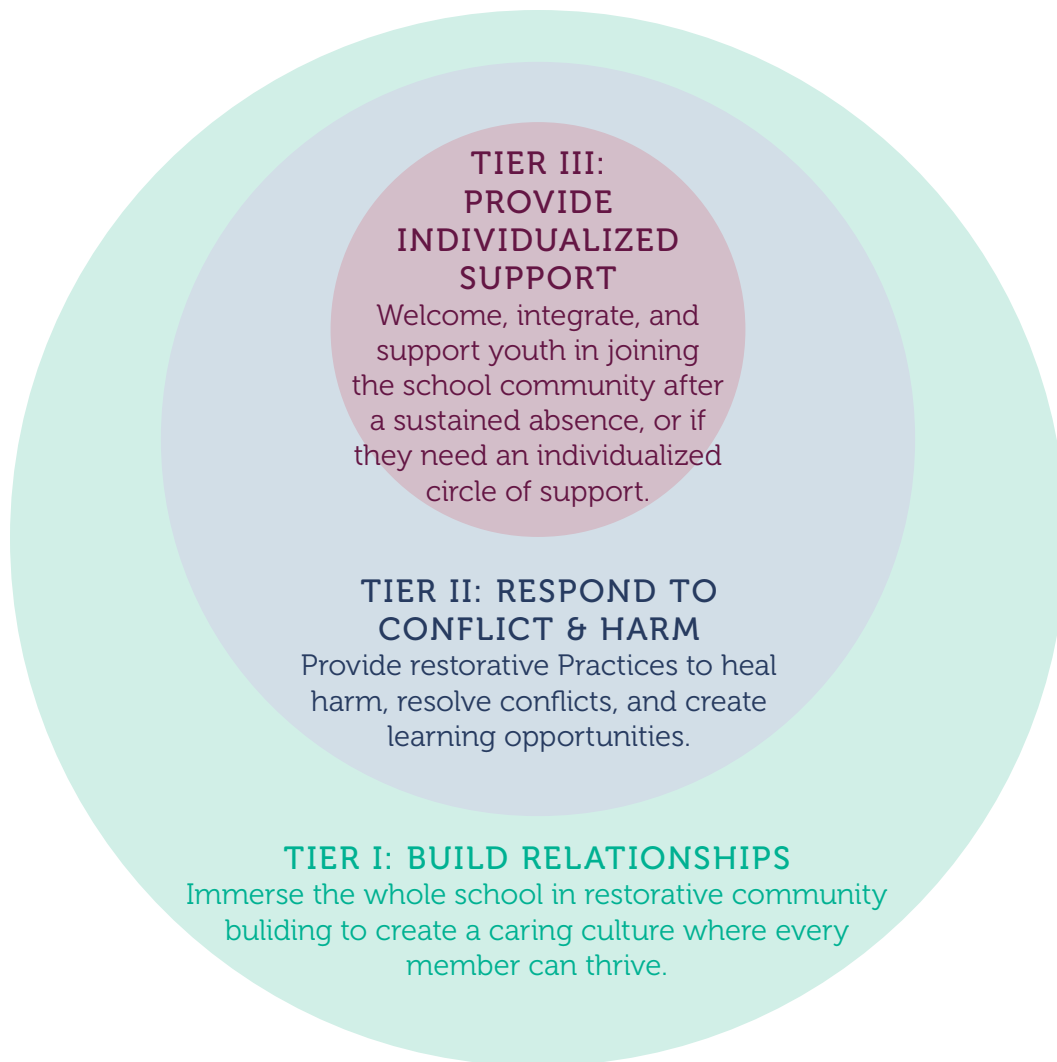 TIER III:
PROVIDE
INDIVIDUALIZED
SUPPORT
Welcome, integrate, and
support youth in joining
the school community after
a sustained absence, or if
they need an individualized
circle of support.
TIER II: RESPOND TO
CONFLICT & HARM
Provide restorative Practices to heal
harm, resolve conflicts, and create
learning opportunities.
TIER I: BUILD RELATIONSHIPS
Immerse the whole school in restorative community
buliding to create a caring culture where every
member can thrive.